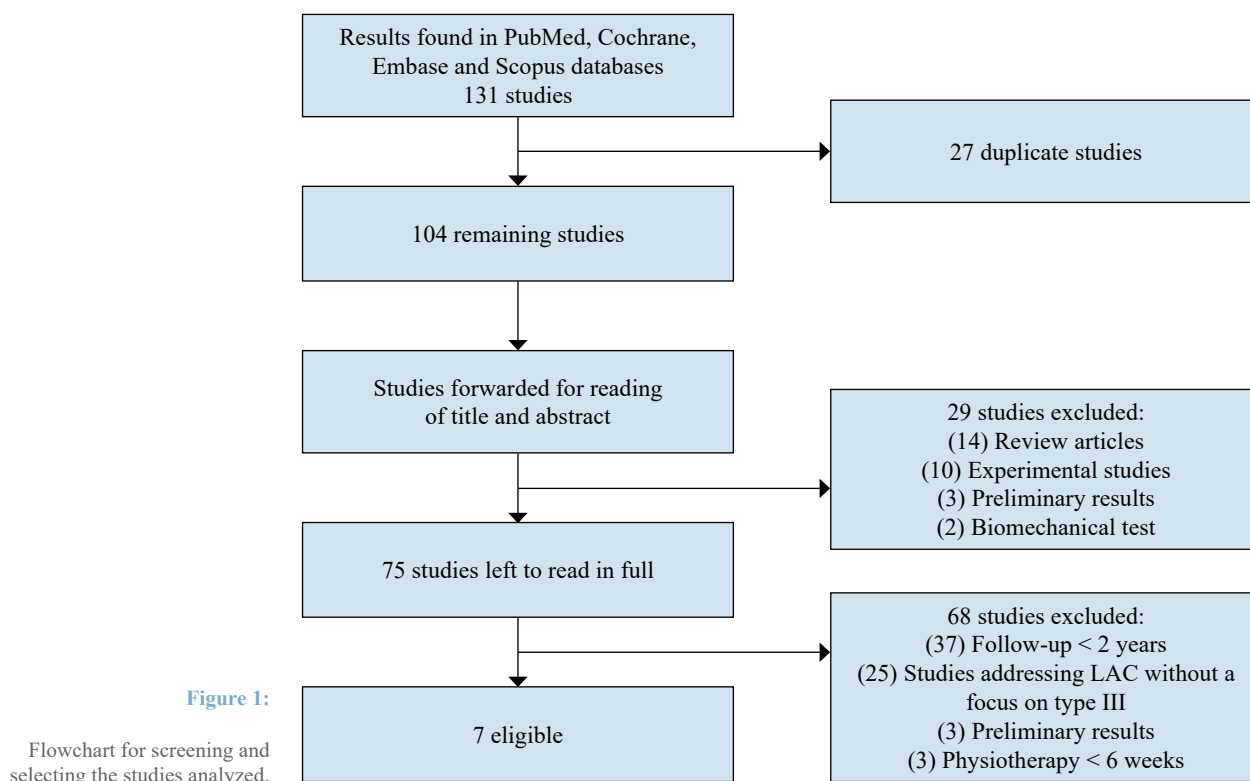 Results found in PubMed, Cochrane,
Embase and Scopus databases
131 studies
27 duplicate studies
104 remaining studies
Studies forwarded for reading
of title and abstract
29 studies excluded:
(14) Review articles
(10) Experimental studies
(3) Preliminary results
(2) Biomechanical test
75 studies left to read in full
68 studies excluded:
(37) Follow-up < 2 years
(25) Studies addressing LAC without a
focus on type III
(3) Preliminary results
(3) Physiotherapy < 6 weeks
7 eligible
Figure 1:
Flowchart for screening and
selecting the studies analyzed.